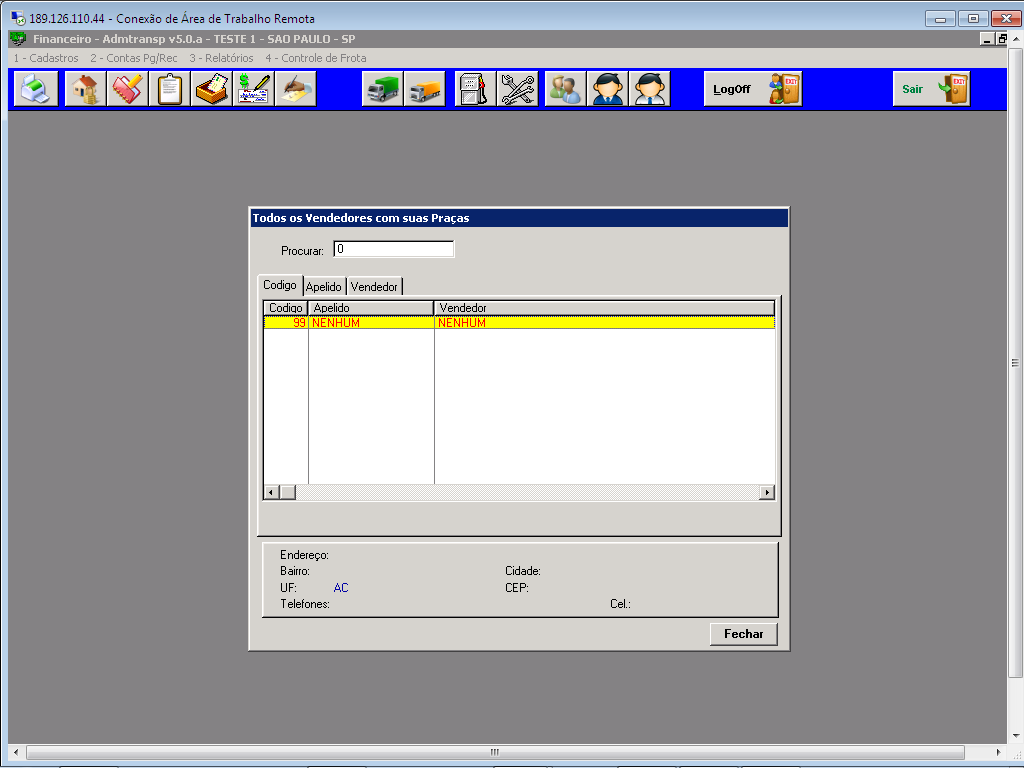 189.126.110.44 - Conexão de Área de Trabalho Remota
Financeiro - Admtransp v5.0.a - TESTE 1 - SAO PAULO - SP
1 - Cadastros 2 - Contas Pg/Rec 3 - Relatórios 4 - Controle de Frota
LogOff EXIT Sair EXIT
Todos os Vendedores com suas Praças
Procurar: 0
Codigo Apelido Vendedor
Codigo Apelido Vendedor
99 NENHUM NENHUM
Endereço:
Bairro: Cidade:
UF: AC CEP:
Telefones: Cel.:
Fechar